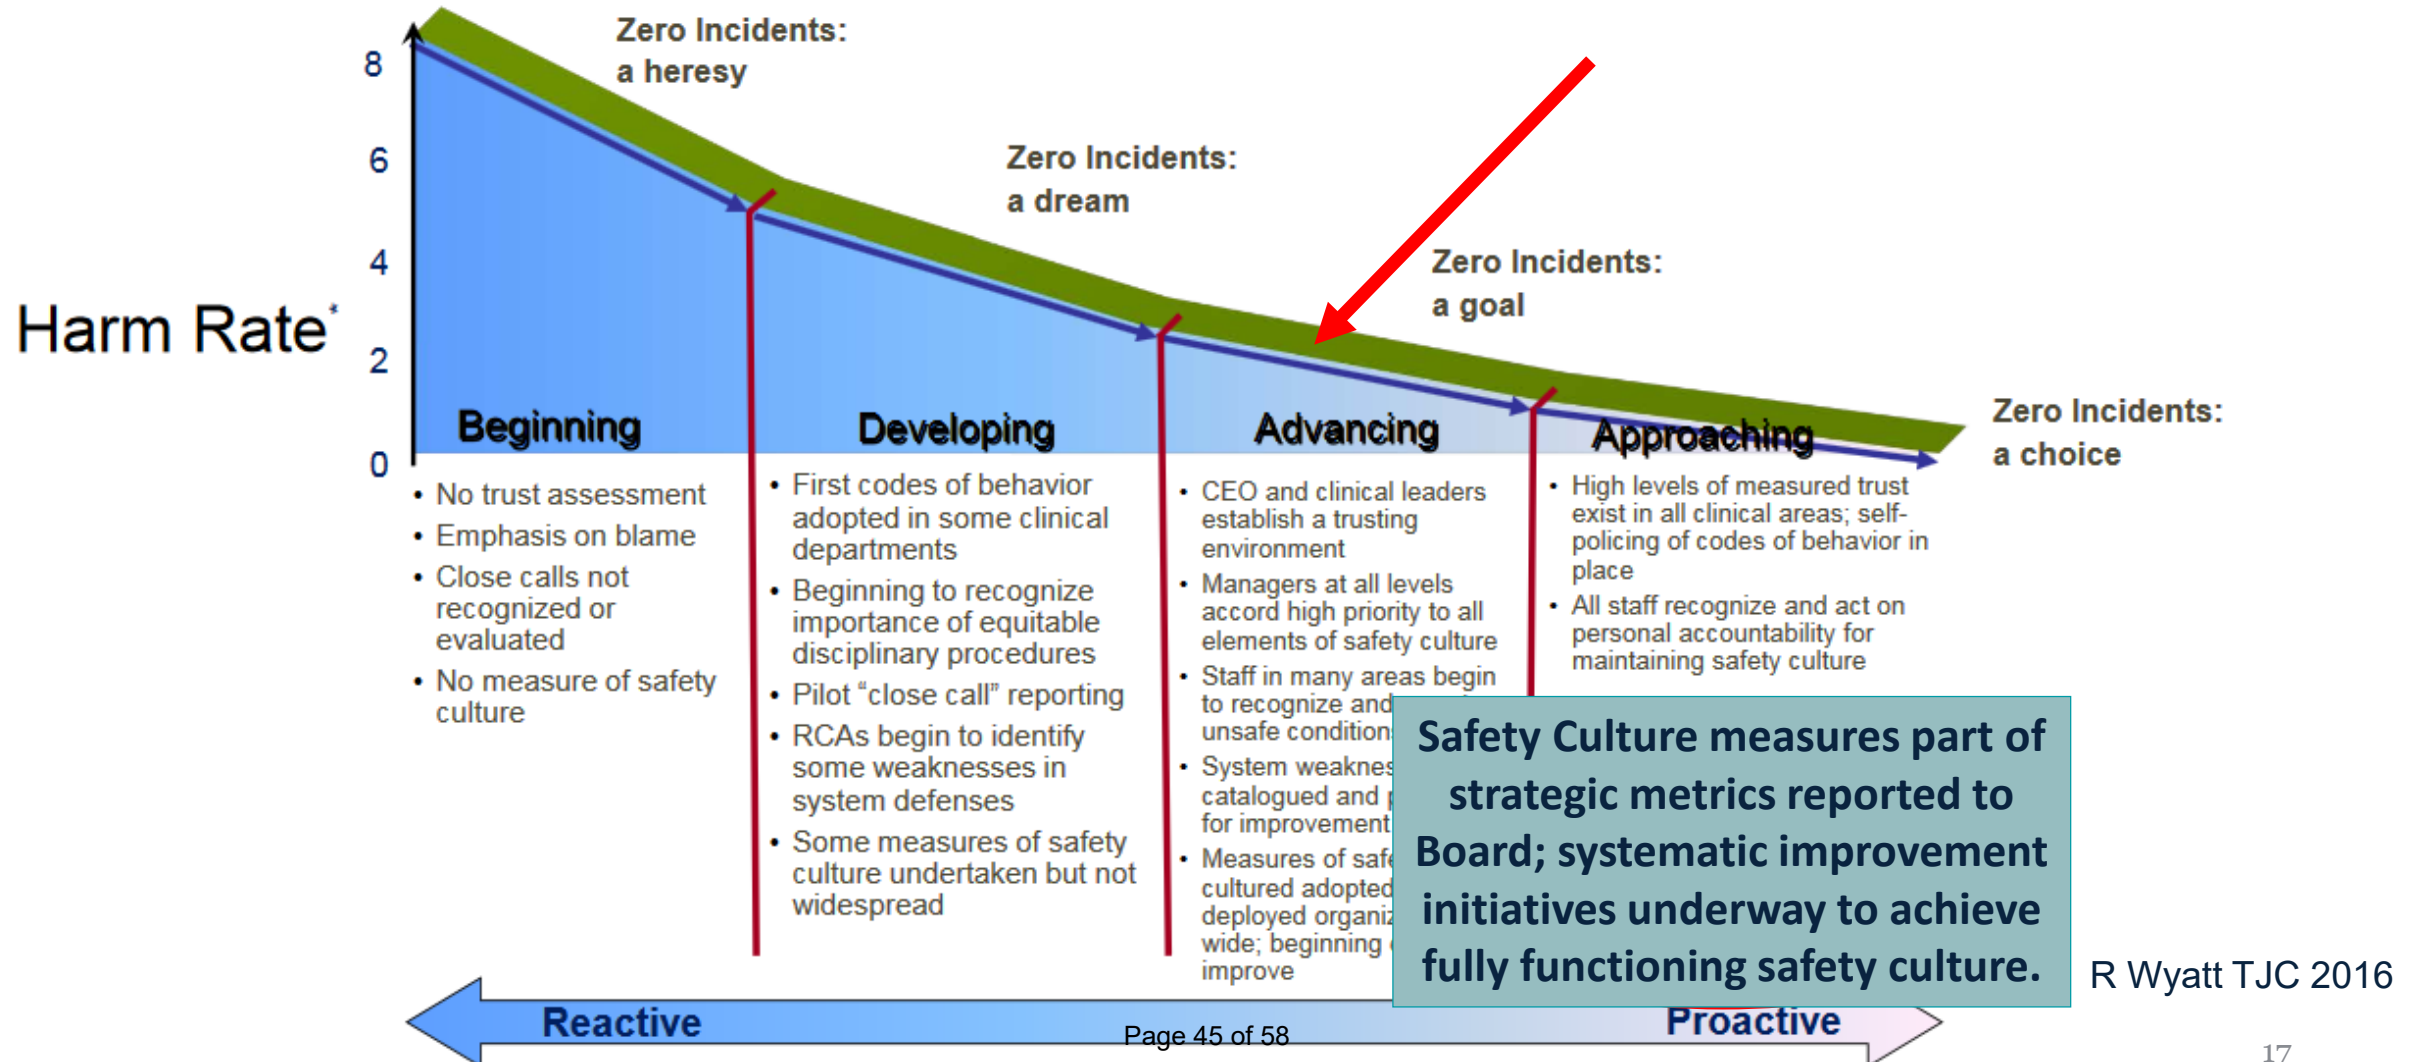 Zero Incidents:
a heresy
Zero Incidents:
a dream
Zero Incidents:
a goal
Zero Incidents:
a choice
8
6
4
2
0
Harm Rate*
Beginning
Developing
Advancing
Approaching
• No trust assessment
• Emphasis on blame
• Close calls not
recognized or
evaluated
• No measure of safety
culture
• First codes of behavior
adopted in some clinical
departments
• Beginning to recognize
importance of equitable
disciplinary procedures
• Pilot “close call” reporting
• RCAs begin to identify
some weaknesses in
system defenses
• Some measures of safety
culture undertaken but not
widespread
• CEO and clinical leaders
establish a trusting
environment
• Managers at all levels
accord high priority to all
elements of safety culture
• Staff in many areas begin
to recognize and
unsafe
• System
catalogued and
for improvement
• Measures of
cultured adopted
deployed
wide; beginning
improve
• High levels of measured trust
exist in all clinical areas; self-
policing of codes of behavior in
place
• All staff recognize and act on
personal accountability for
maintaining safety culture
Safety Culture measures part of
strategic metrics reported to
Board; systematic improvement
initiatives underway to achieve
fully functioning safety culture.
R Wyatt TJC 2016
Reactive
Proactive
Page 45 of 58
17